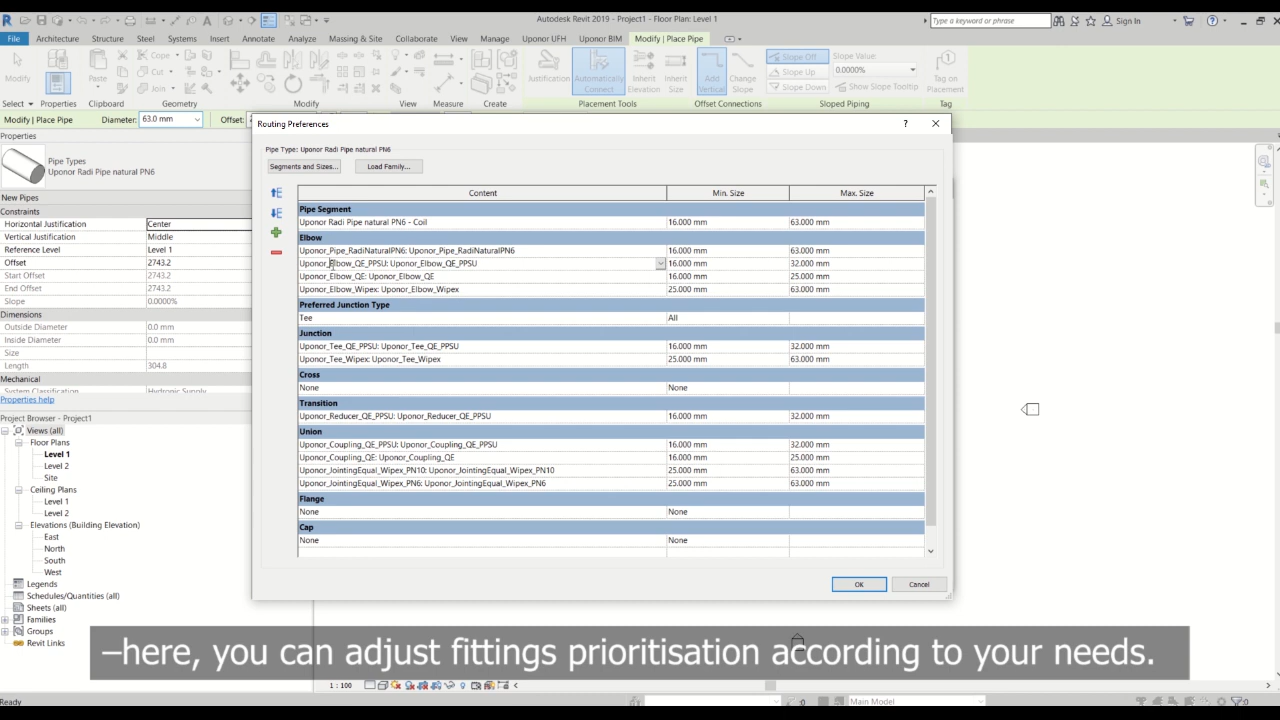 Autodesk Revit 2019 - Project1 - Floor Plan: Level 1
Type a keyword or phrase
Sign In
File Architecture Structure Steel Systems Insert Annotate Analyze Massing & Site Collaborate View Manage Uponor UFH Uponor BIM Modify | Place Pipe
Modify
Paste
Cope
Cut
Join
Justification
Automatically
Connect
Inherit
Elevation
Inherit
Size
Add
Vertical
Change
Slope
Slope Off
Slope Up
Slope Down
Slope Value:
0.0000%
Show Slope Tooltip
Tag on
Placement
Select Properties Clipboard Geometry Modify View Measure Create Placement Tools Offset Connections Sloped Piping Tag
Modify | Place Pipe Diameter: 63.0 mm Offset:
Properties
Pipe Types
Uponor Radi Pipe natural PN6
New Pipes
Constraints
Horizontal Justification Center
Vertical Justification Middle
Reference Level Level 1
Offset 2743.2
Start Offset 2743.2
End Offset 2743.2
Slope 0.0000%
Dimensions
Outside Diameter 0.0 mm
Inside Diameter 0.0 mm
Size
Length 304.8
Mechanical
System Classification Hydronic Supply
Properties help
Project Browser - Project1
Views (all)
Floor Plans
Level 1
Level 2
Site
Ceiling Plans
Level 1
Level 2
Elevations (Building Elevation)
East
North
South
West
Legends
Schedules/Quantities (all)
Sheets (all)
Families
Groups
Revit Links
Routing Preferences
Pipe Type: Uponor Radi Pipe natural PN6
Segments and Sizes... Load Family...
Content Min. Size Max. Size
Pipe Segment
Uponor Radi Pipe natural PN6 - Coil 16.000 mm 63.000 mm
Elbow
Uponor_Pipe_RadiNaturalPN6: Uponor_Pipe_RadiNaturalPN6 16.000 mm 63.000 mm
Uponor_Elbow_QE_PPSU: Uponor_Elbow_QE_PPSU 16.000 mm 32.000 mm
Uponor_Elbow_QE: Uponor_Elbow_QE 16.000 mm 25.000 mm
Uponor_Elbow_Wipex: Uponor_Elbow_Wipex 25.000 mm 63.000 mm
Preferred Junction Type
Tee All
Junction
Uponor_Tee_QE_PPSU: Uponor_Tee_QE_PPSU 16.000 mm 32.000 mm
Uponor_Tee_Wipex: Uponor_Tee_Wipex 25.000 mm 63.000 mm
Cross
None None
Transition
Uponor_Reducer_QE_PPSU: Uponor_Reducer_QE_PPSU 16.000 mm 32.000 mm
Union
Uponor_Coupling_QE_PPSU: Uponor_Coupling_QE_PPSU 16.000 mm 32.000 mm
Uponor_Coupling_QE: Uponor_Coupling_QE 16.000 mm 25.000 mm
Uponor_JointingEqual_Wipex_PN10: Uponor_JointingEqual_Wipex_PN10 25.000 mm 63.000 mm
Uponor_JointingEqual_Wipex_PN6: Uponor_JointingEqual_Wipex_PN6 25.000 mm 63.000 mm
Flange
None None
Cap
None None
OK Cancel
–here, you can adjust fittings prioritisation according to your needs.
1 : 100
Ready
:0 Main Model :0